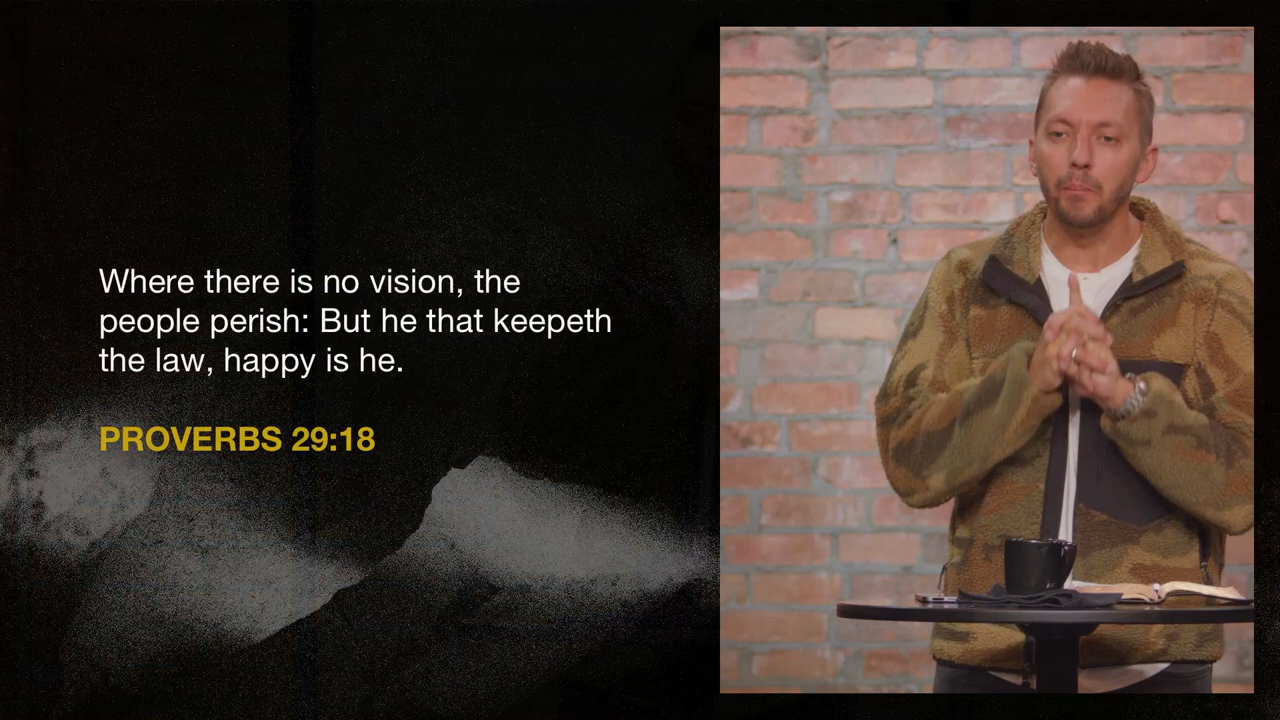 Where there is no vision, the
people perish: But he that keepeth
the law, happy is he.
PROVERBS 29:18